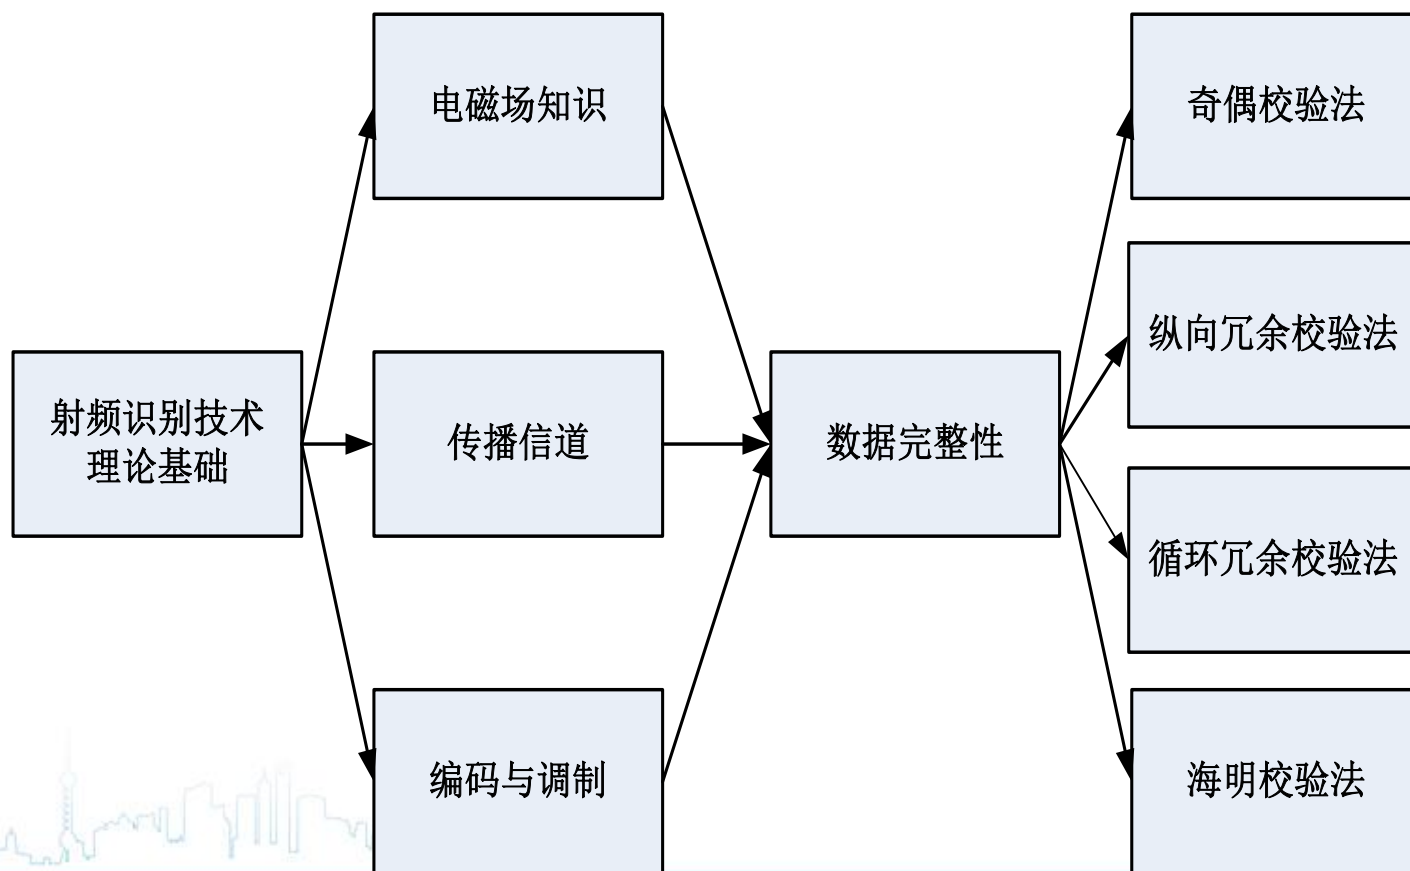 电磁场知识
奇偶校验法
纵向冗余校验法
射频识别技术
理论基础
传播信道
数据完整性
循环冗余校验法
编码与调制
海明校验法